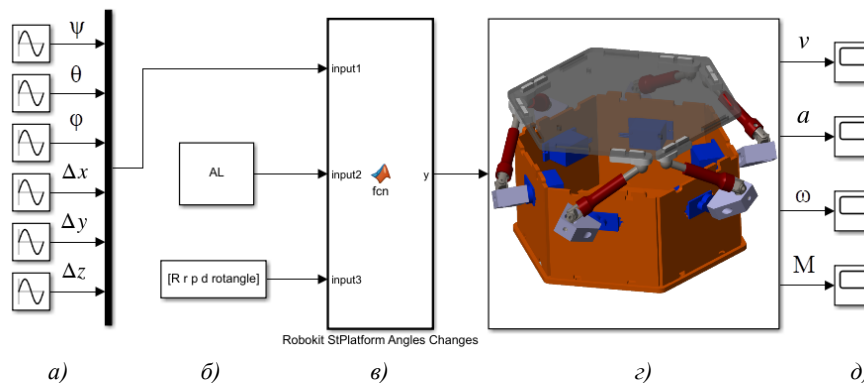 ψ
θ
φ
Δx
Δy
Δz
AL
[R r p d rotangle]
input1
input2
input3
fcn
y
Robokit StPlatform Angles Changes
v
a
ω
M
а) б) в) г) д)